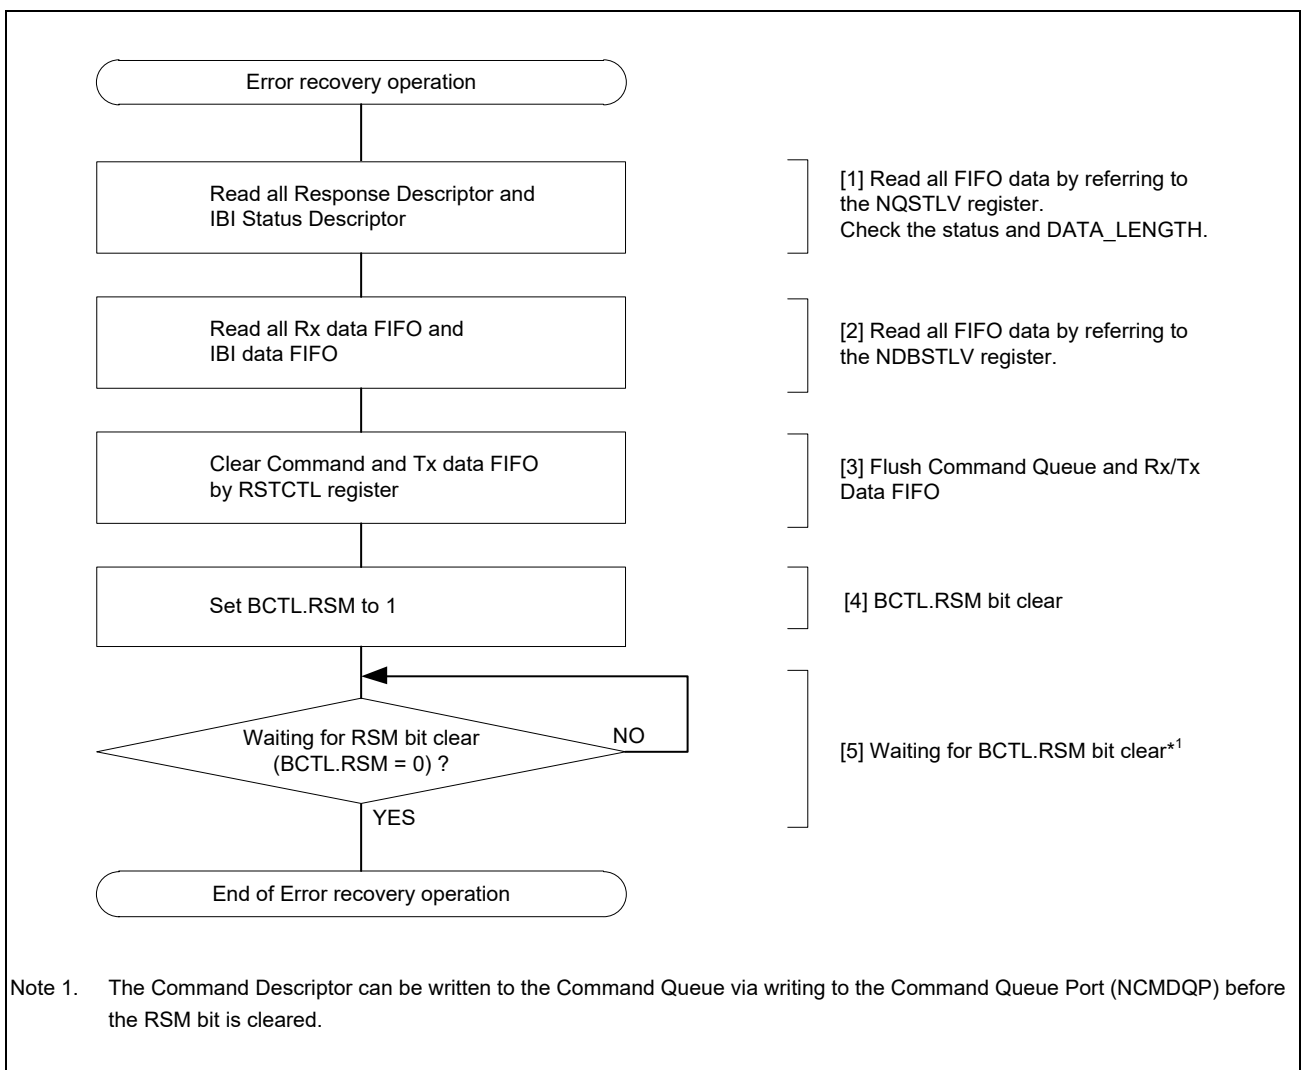 Error recovery operation
Read all Response Descriptor and
IBI Status Descriptor
[1] Read all FIFO data by referring to
the NQSTLV register.
Check the status and DATA_LENGTH.
Read all Rx data FIFO and
IBI data FIFO
[2] Read all FIFO data by referring to
the NDBSTLV register.
Clear Command and Tx data FIFO
by RSTCTL register
[3] Flush Command Queue and Rx/Tx
Data FIFO
Set BCTL.RSM to 1
[4] BCTL.RSM bit clear
Waiting for RSM bit clear
(BCTL.RSM = 0) ?
NO
[5] Waiting for BCTL.RSM bit clear*1
YES
End of Error recovery operation
Note 1. The Command Descriptor can be written to the Command Queue via writing to the Command Queue Port (NCMDQP) before
the RSM bit is cleared.